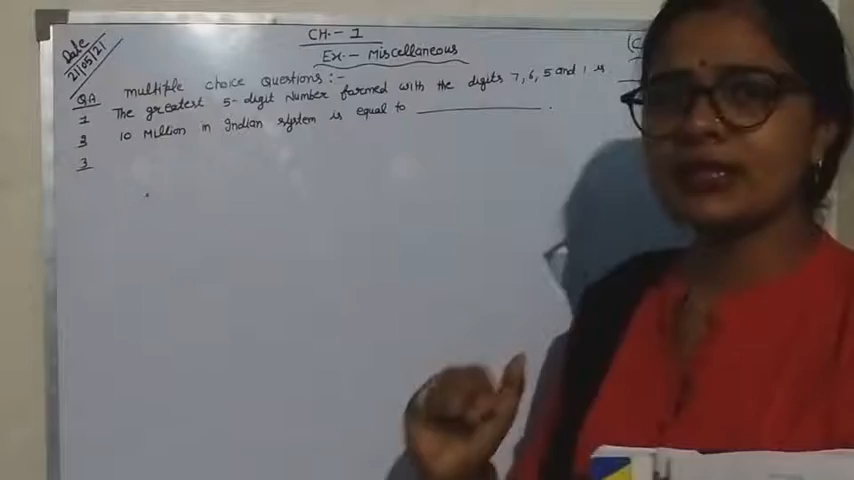 CH.- 1
Date
21/05/21
Ex.- Miscellaneous
(C
QA Multiple choice Questions :-
1 The greatest 5-digit Number formed with the digits 7,6,5 and 1 is
2 10 Million in Indian system is equal to ________ .
3